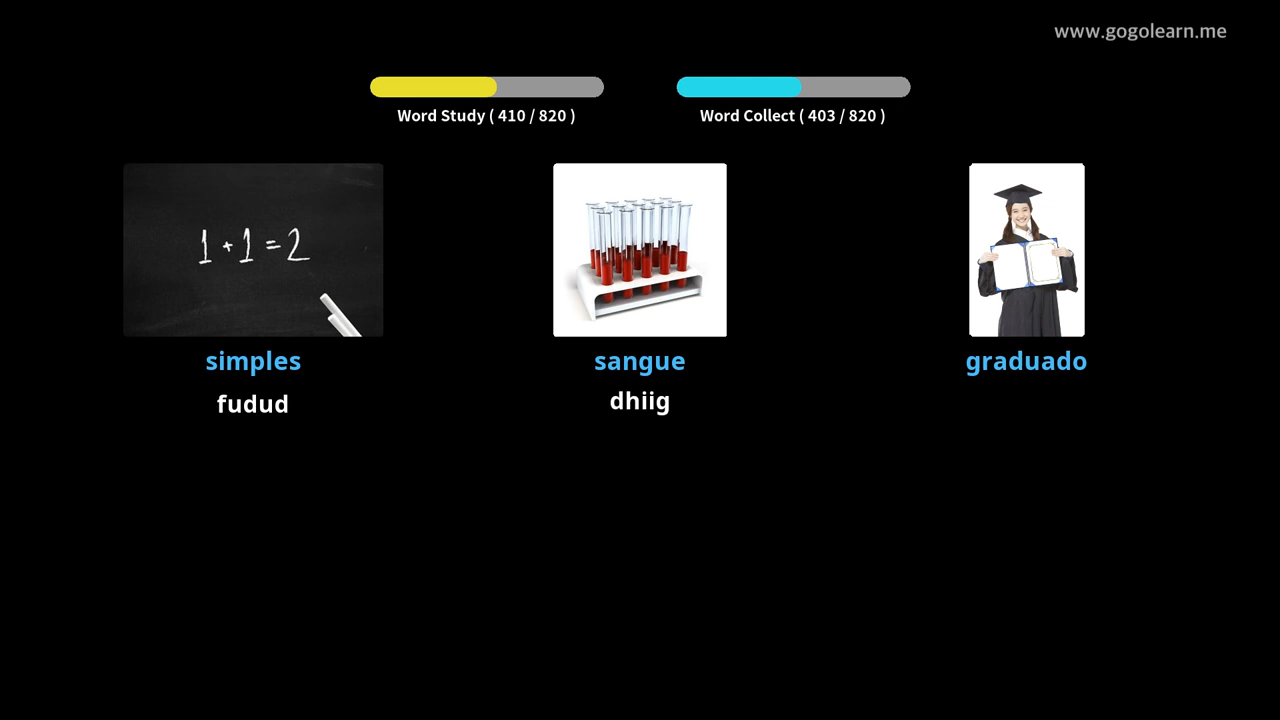 www.gogolearn.me
Word Study ( 410 / 820 )
Word Collect ( 403 / 820 )
1 + 1 = 2
simples
sangue
graduado
fudud
dhiig